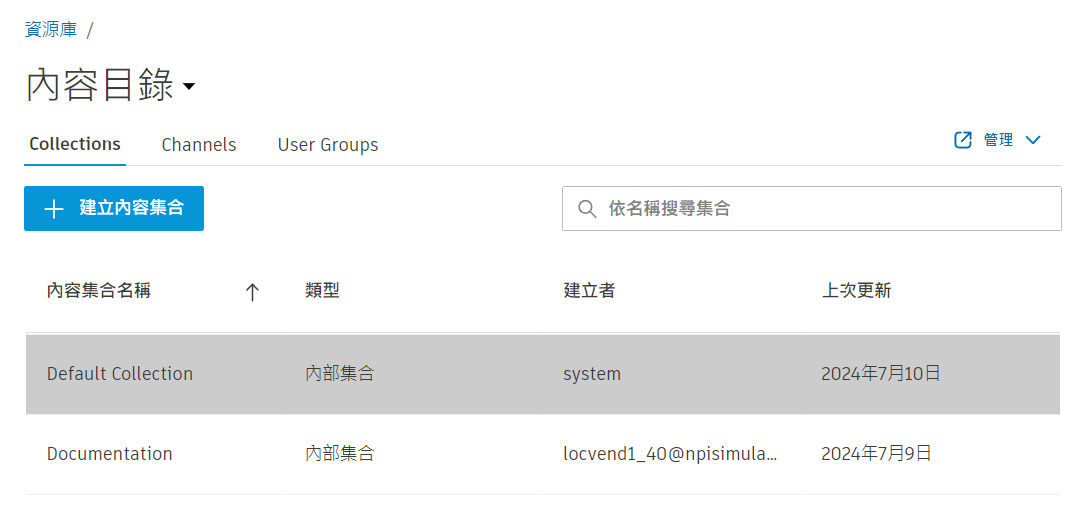 資源庫 /
內容目錄
Collections Channels User Groups 管理
建立內容集合 依名稱搜尋集合
內容集合名稱 類型 建立者 上次更新
Default Collection 內部集合 system 2024年7月10日
Documentation 內部集合 locvend1_40@npisimula... 2024年7月9日